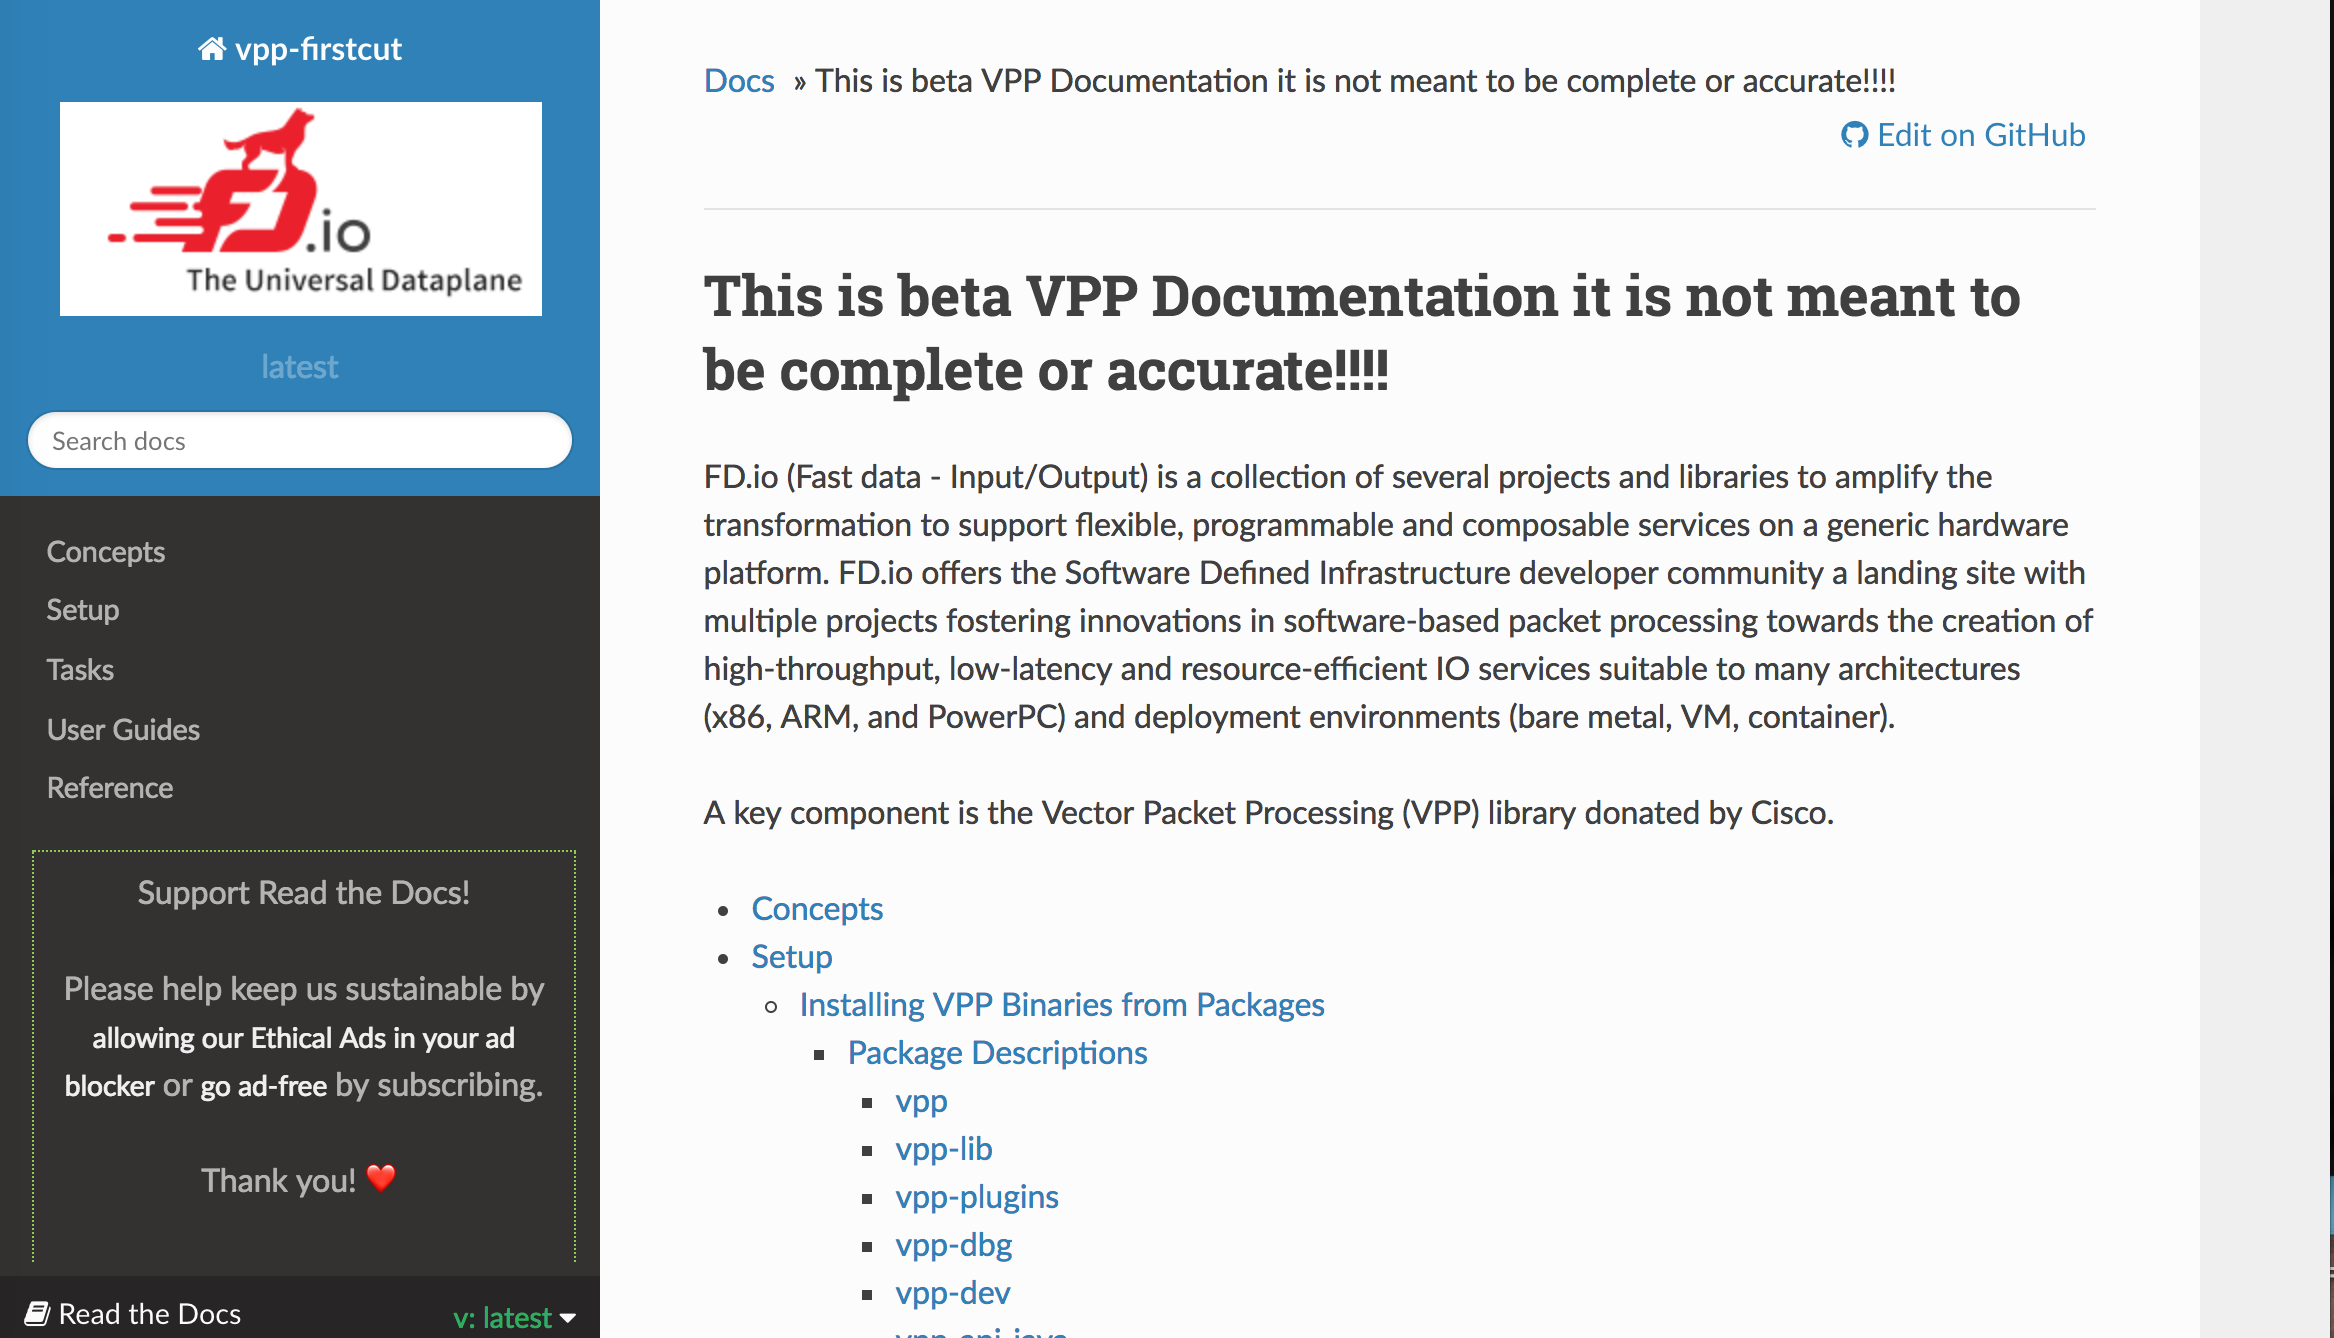 vpp-firstcut
FD.io
The Universal Dataplane
latest
Search docs
Concepts
Setup
Tasks
User Guides
Reference
Support Read the Docs!
Please help keep us sustainable by
allowing our Ethical Ads in your ad
blocker or go ad-free by subscribing.
Thank you! ❤️
Read the Docs
v: latest
Docs » This is beta VPP Documentation it is not meant to be complete or accurate!!!!
Edit on GitHub
This is beta VPP Documentation it is not meant to
be complete or accurate!!!!
FD.io (Fast data - Input/Output) is a collection of several projects and libraries to amplify the
transformation to support flexible, programmable and composable services on a generic hardware
platform. FD.io offers the Software Defined Infrastructure developer community a landing site with
multiple projects fostering innovations in software-based packet processing towards the creation of
high-throughput, low-latency and resource-efficient IO services suitable to many architectures
(x86, ARM, and PowerPC) and deployment environments (bare metal, VM, container).
A key component is the Vector Packet Processing (VPP) library donated by Cisco.
Concepts
Setup
Installing VPP Binaries from Packages
Package Descriptions
vpp
vpp-lib
vpp-plugins
vpp-dbg
vpp-dev